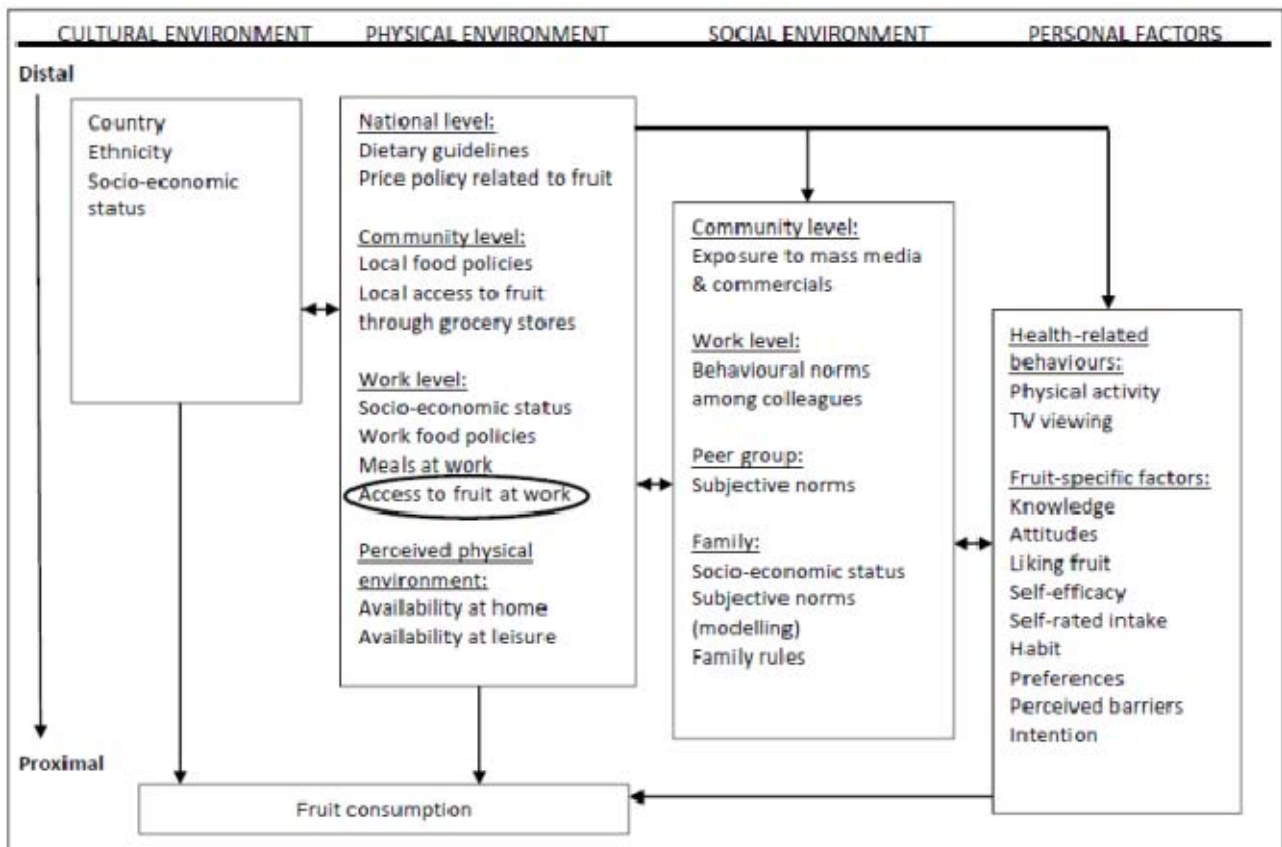 CULTURAL ENVIRONMENT
PHYSICAL ENVIRONMENT
SOCIAL ENVIRONMENT
PERSONAL FACTORS
Distal
Country
Ethnicity
Socio-economic
status
National level:
Dietary guidelines
Price policy related to fruit
Community level:
Local food policies
Local access to fruit
through grocery stores
Work level:
Socio-economic status
Work food policies
Meals at work
Access to fruit at work
Perceived physical
environment:
Availability at home
Availability at leisure
Community level:
Exposure to mass media
& commercials
Work level:
Behavioural norms
among colleagues
Peer group:
Subjective norms
Family:
Socio-economic status
Subjective norms
(modelling)
Family rules
Health-related
behaviours:
Physical activity
TV viewing
Fruit-specific factors:
Knowledge
Attitudes
Liking fruit
Self-efficacy
Self-rated intake
Habit
Preferences
Perceived barriers
Intention
Proximal
Fruit consumption